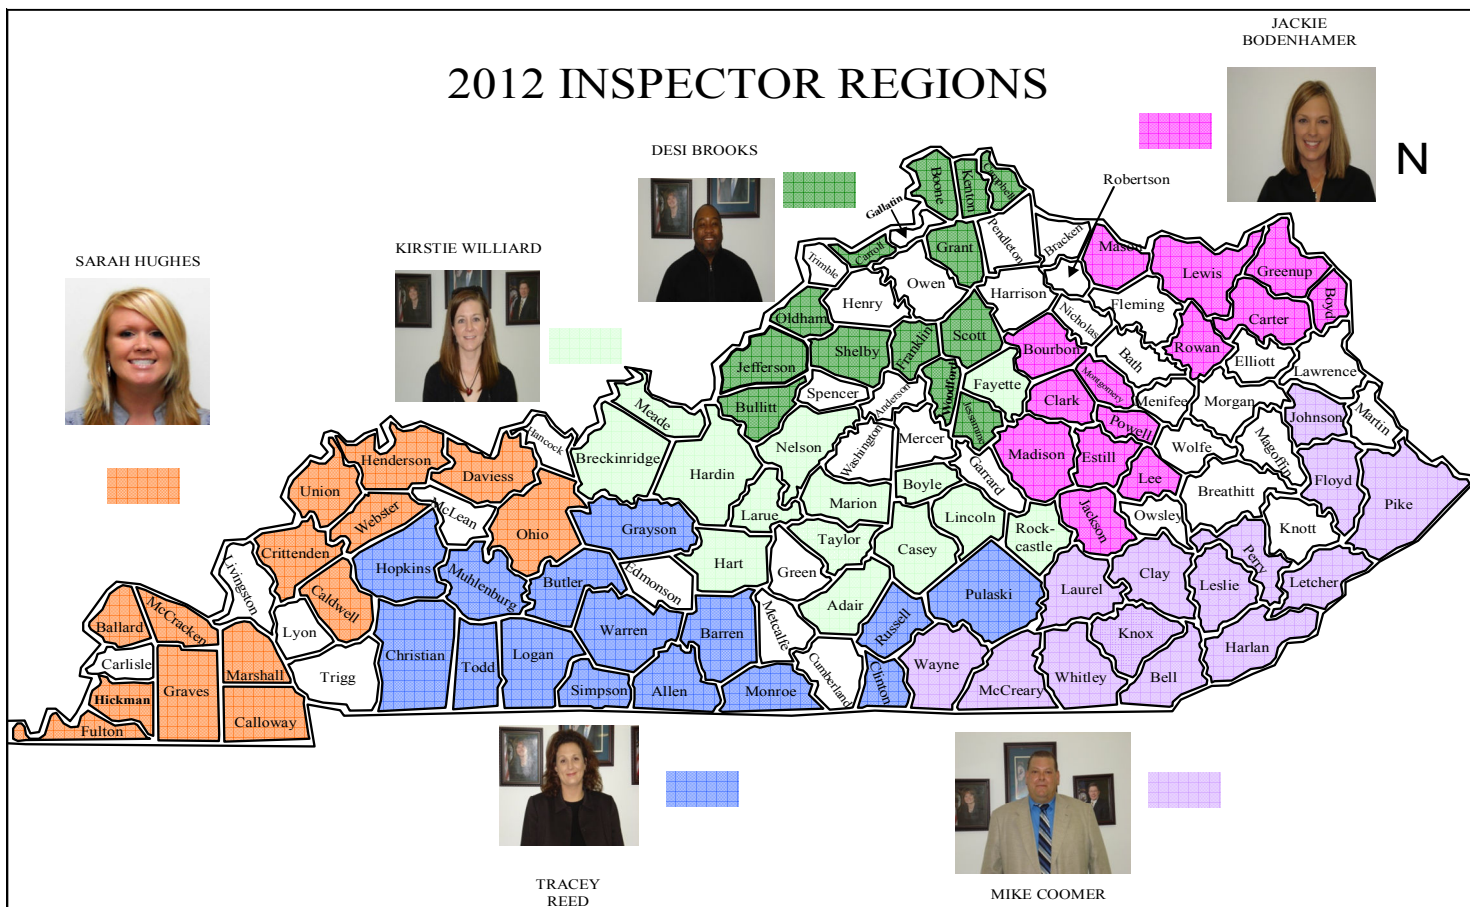 JACKIE
BODENHAMER
2012 INSPECTOR REGIONS
N
DESI BROOKS
KIRSTIE WILLIARD
SARAH HUGHES
Robertson
Boone
Kenton
Campbell
Gallatin
Carroll
Grant
Pendleton
Bracken
Mason
Lewis
Greenup
Boyd
Trimble
Owen
Henry
Harrison
Nicholas
Fleming
Carter
Oldham
Shelby
Franklin
Scott
Bourbon
Bath
Rowan
Elliott
Lawrence
Jefferson
Spencer
Anderson
Woodford
Fayette
Montgomery
Clark
Menifee
Morgan
Johnson
Martin
Bullitt
Meade
Nelson
Washington
Mercer
Jessamine
Garrard
Madison
Powell
Estill
Wolfe
Magoffin
Hancock
Breckinridge
Hardin
Boyle
Lee
Breathitt
Floyd
Pike
Henderson
Daviess
Union
Webster
McLean
Ohio
Grayson
Larue
Marion
Lincoln
Rock-
castle
Jackson
Owsley
Knott
Crittenden
Hopkins
Muhlenburg
Butler
Edmonson
Hart
Taylor
Green
Casey
Adair
Pulaski
Laurel
Clay
Leslie
Perry
Letcher
Livingston
Caldwell
Lyon
Ballard
McCracken
Carlisle
Hickman
Fulton
Graves
Marshall
Calloway
Trigg
Christian
Todd
Logan
Simpson
Warren
Allen
Barren
Monroe
Metcalfe
Cumberland
Russell
Clinton
Wayne
McCreary
Whitley
Knox
Bell
Harlan
TRACEY
REED
MIKE COOMER